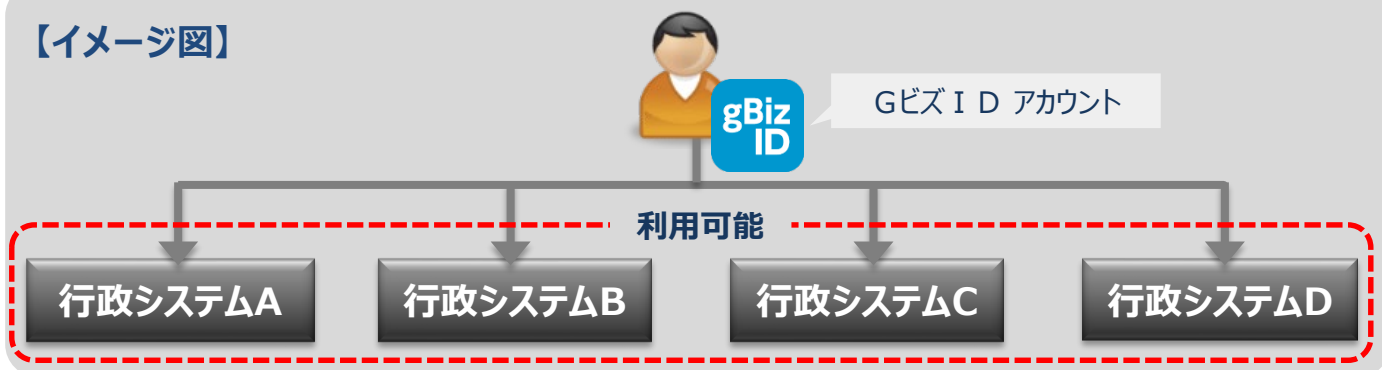 【イメージ図】
gBiz
ID
GビズＩＤ アカウント
利用可能
行政システムA 行政システムB 行政システムC 行政システムD